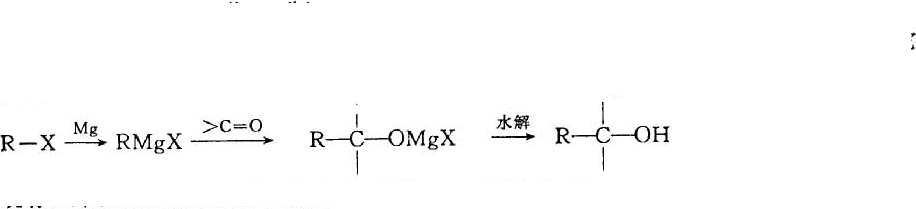 R—X Mg RMgX >C=O R—C—OMgX 水解 R—C—OH